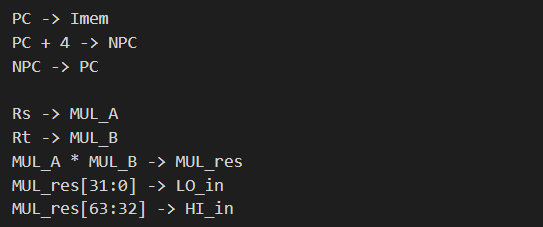 PC -> Imem
PC + 4 -> NPC
NPC -> PC
Rs -> MUL_A
Rt -> MUL_B
MUL_A * MUL_B -> MUL_res
MUL_res[31:0] -> LO_in
MUL_res[63:32] -> HI_in